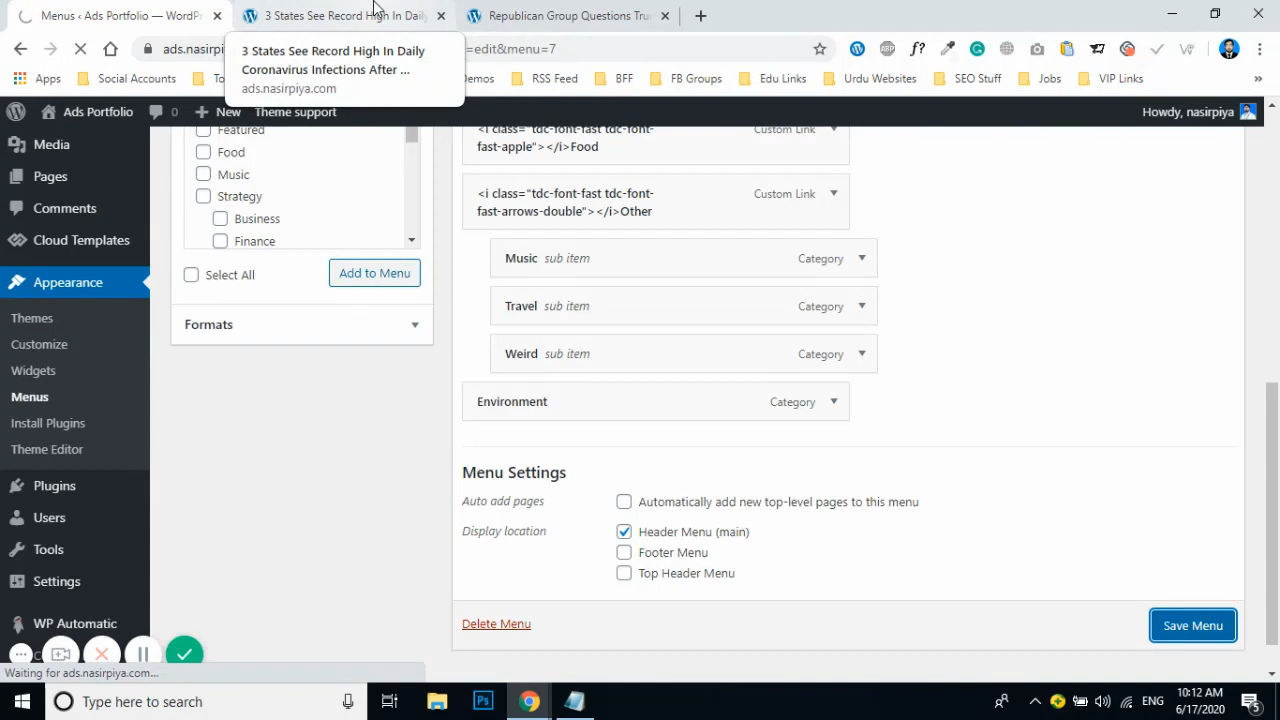 Menus ‹ Ads Portfolio — WordPr
3 States See Record High In Daily
Republican Group Questions Tru
ads.nasirpi
=edit&menu=7
3 States See Record High In Daily
Coronavirus Infections After ...
ads.nasirpiya.com
Apps
Social Accounts
To
Demos
RSS Feed
BFF
FB Groups
Edu Links
Urdu Websites
SEO Stuff
Jobs
VIP Links
»
Ads Portfolio
0
New
Theme support
Howdy, nasirpiya
Media
Pages
Comments
Cloud Templates
Appearance
Themes
Customize
Widgets
Menus
Install Plugins
Theme Editor
Plugins
Users
Tools
Settings
WP Automatic
Featured
Food
Music
Strategy
Business
Finance
Select All
Add to Menu
Formats
<i class="tdc-font-fast tdc-font-
fast-apple"></i>Food
Custom Link
<i class="tdc-font-fast tdc-font-
fast-arrows-double"></i>Other
Custom Link
Music sub item
Category
Travel sub item
Category
Weird sub item
Category
Environment
Category
Menu Settings
Auto add pages
Automatically add new top-level pages to this menu
Display location
Header Menu (main)
Footer Menu
Top Header Menu
Delete Menu
Save Menu
Waiting for ads.nasirpiya.com...
Type here to search
Ps
ENG
10:12 AM
6/17/2020
5